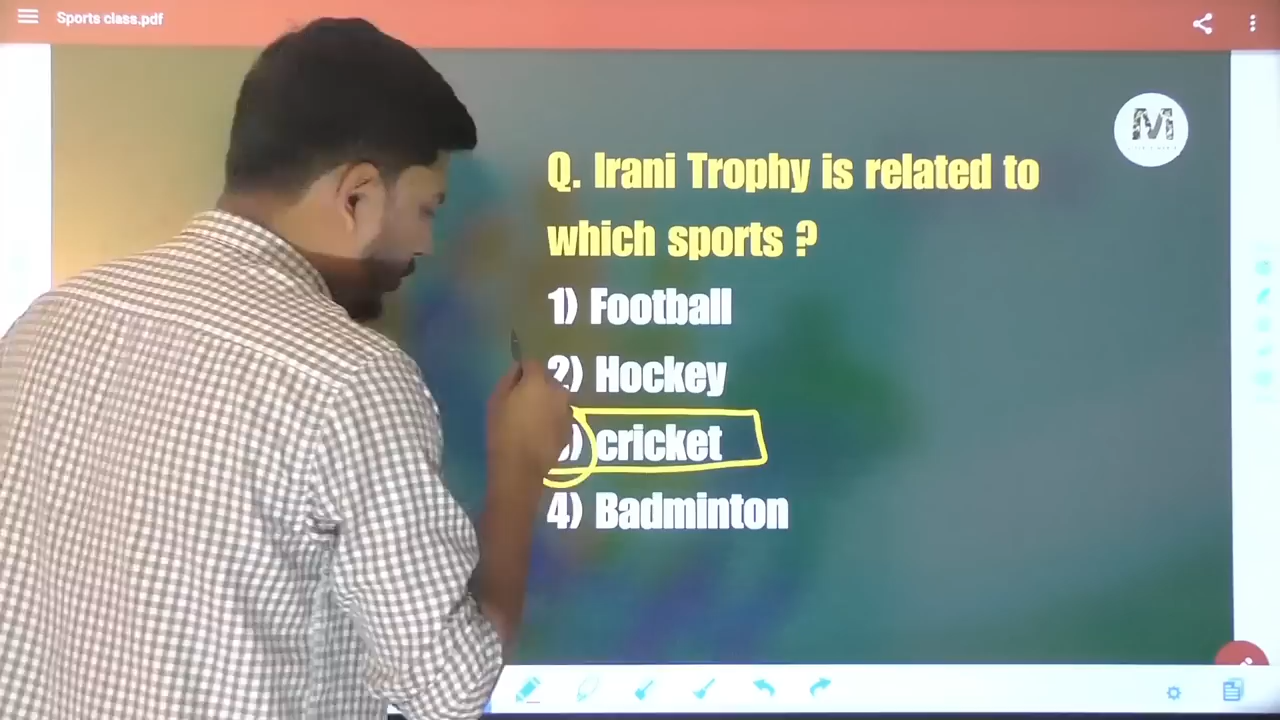 Sports class.pdf
M
Q. Irani Trophy is related to
which sports ?
1) Football
2) Hockey
) cricket
4) Badminton